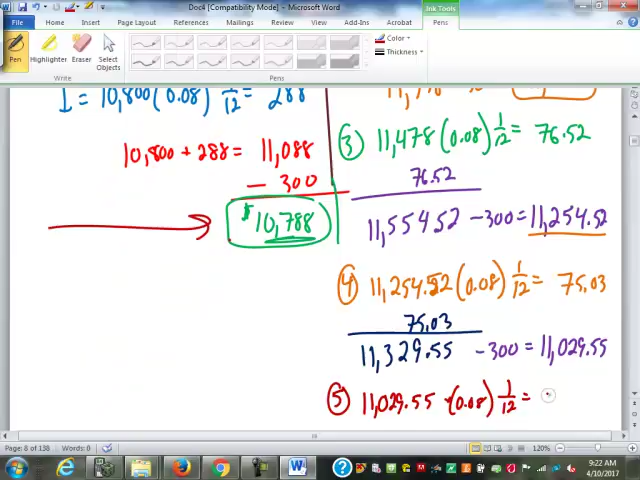 Doc4 [Compatibility Mode] - Microsoft Word
Ink Tools
File Home Insert Page Layout References Mailings Review View Add-Ins Acrobat Pens
Pen Highlighter Eraser Select Objects
Color
Thickness
Write Pens
I = 10,800(0.08) 1/12 = 288
10,800 + 288 = 11,088
- 300
$10,788
③ 11,478(0.08) 1/12 = 76.52
76.52
11,554.52 - 300 = 11,254.52
④ 11,254.52(0.08) 1/12 = 75.03
75.03
11,329.55 - 300 = 11,029.55
⑤ 11,029.55 (0.08) 1/12 =
Page: 8 of 138 Words: 0 120%
9:22 AM
4/10/2017